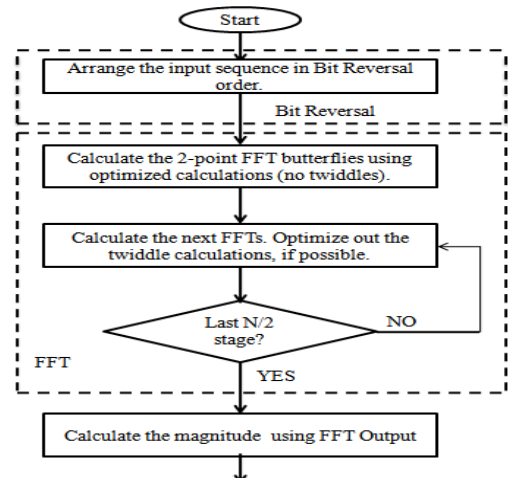 Start
Arrange the input sequence in Bit Reversal
order.
Bit Reversal
Calculate the 2-point FFT butterflies using
optimized calculations (no twiddles).
Calculate the next FFTs. Optimize out the
twiddle calculations, if possible.
Last N/2
stage?
NO
FFT
YES
Calculate the magnitude using FFT Output